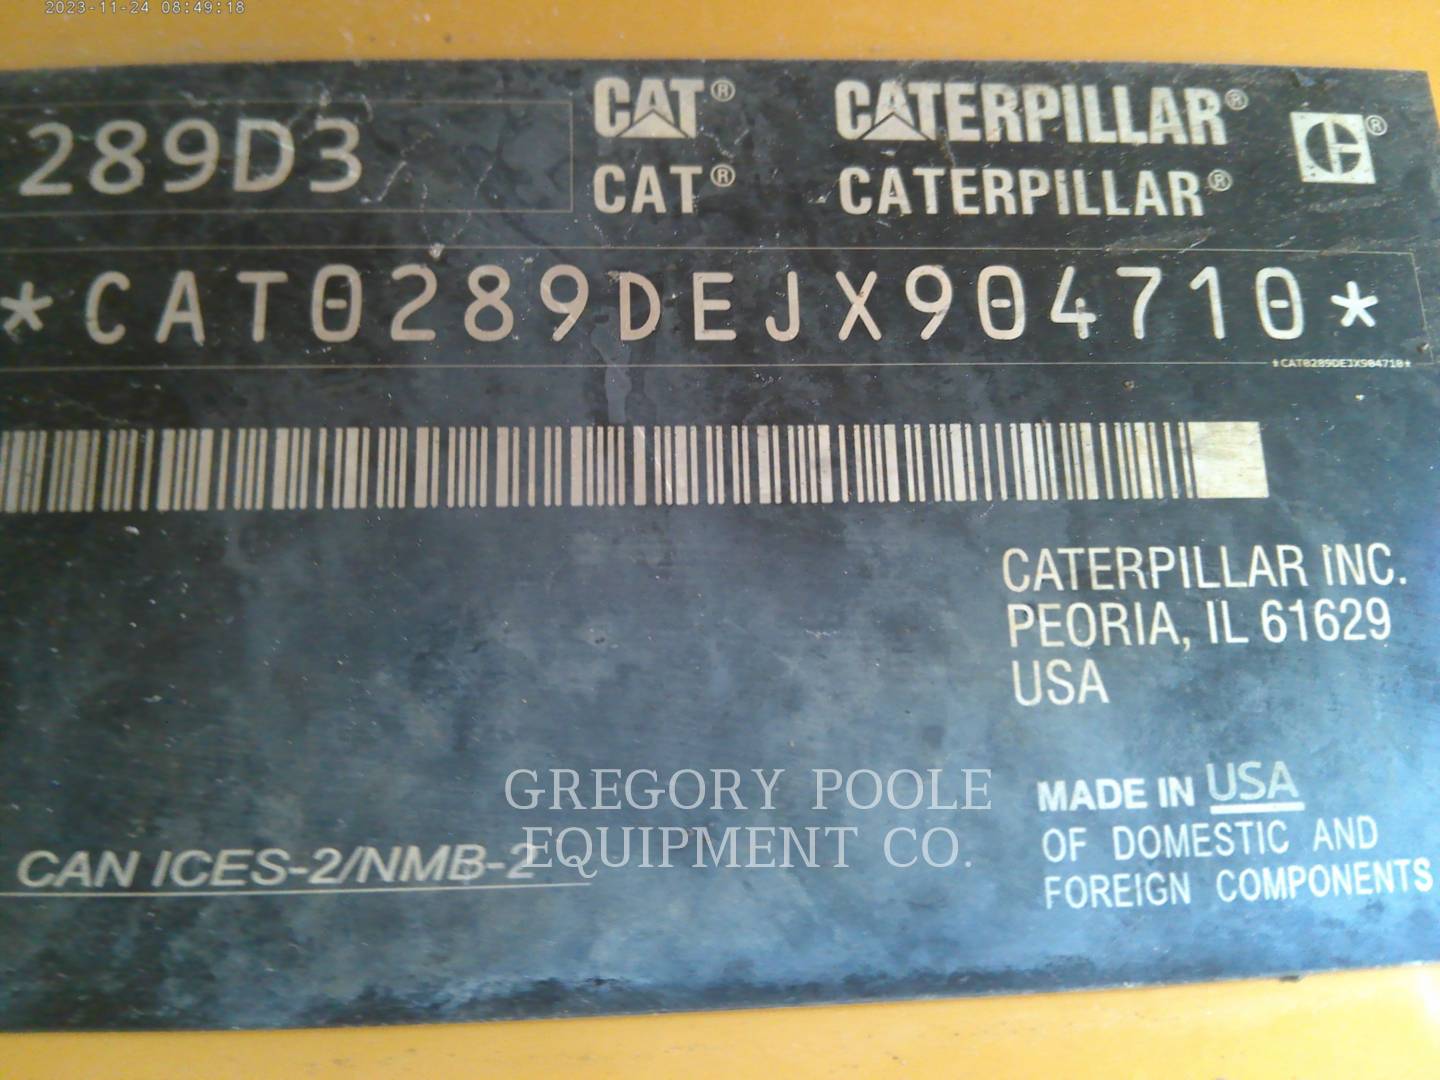 2023-11-24 08:49:18
289D3
CAT® CATERPILLAR® ®
CAT® CATERPILLAR®
*CAT0289DEJX904710*
*CAT0289DEJX904710*
CATERPILLAR INC.
PEORIA, IL 61629
USA
GREGORY POOLE
EQUIPMENT CO.
MADE IN USA
OF DOMESTIC AND
FOREIGN COMPONENTS
CAN ICES-2/NMB-2